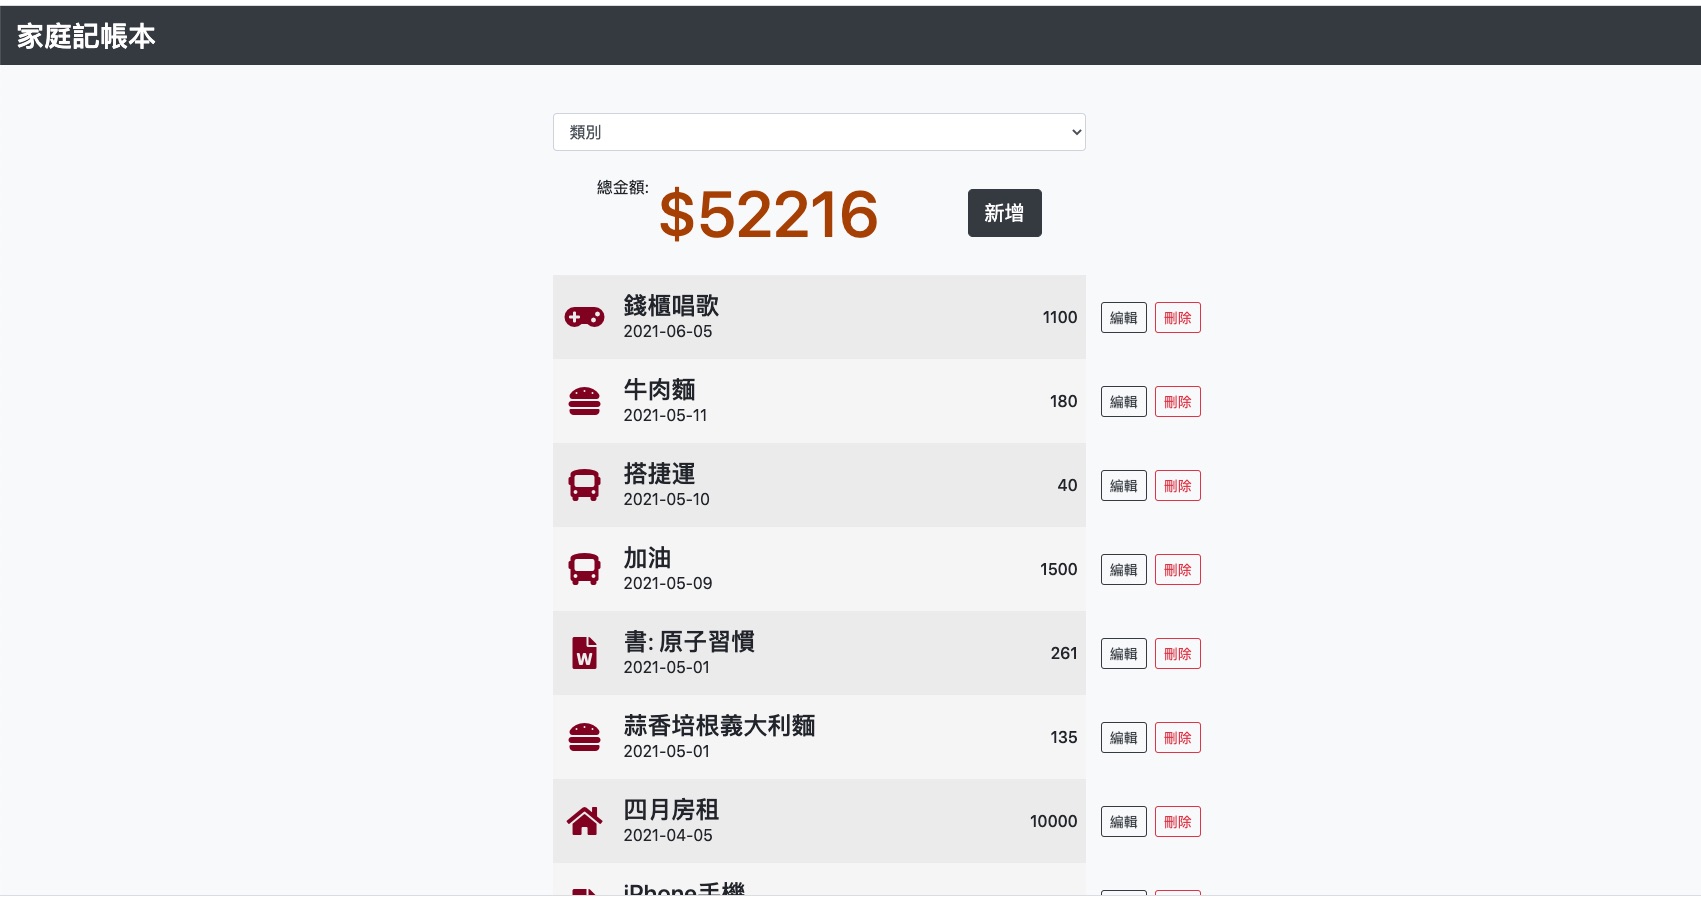 家庭記帳本
類別
總金額:
$52216
新增
錢櫃唱歌
2021-06-05
1100
編輯
刪除
牛肉麵
2021-05-11
180
編輯
刪除
搭捷運
2021-05-10
40
編輯
刪除
加油
2021-05-09
1500
編輯
刪除
W
書: 原子習慣
2021-05-01
261
編輯
刪除
蒜香培根義大利麵
2021-05-01
135
編輯
刪除
四月房租
2021-04-05
10000
編輯
刪除
iPhone手機